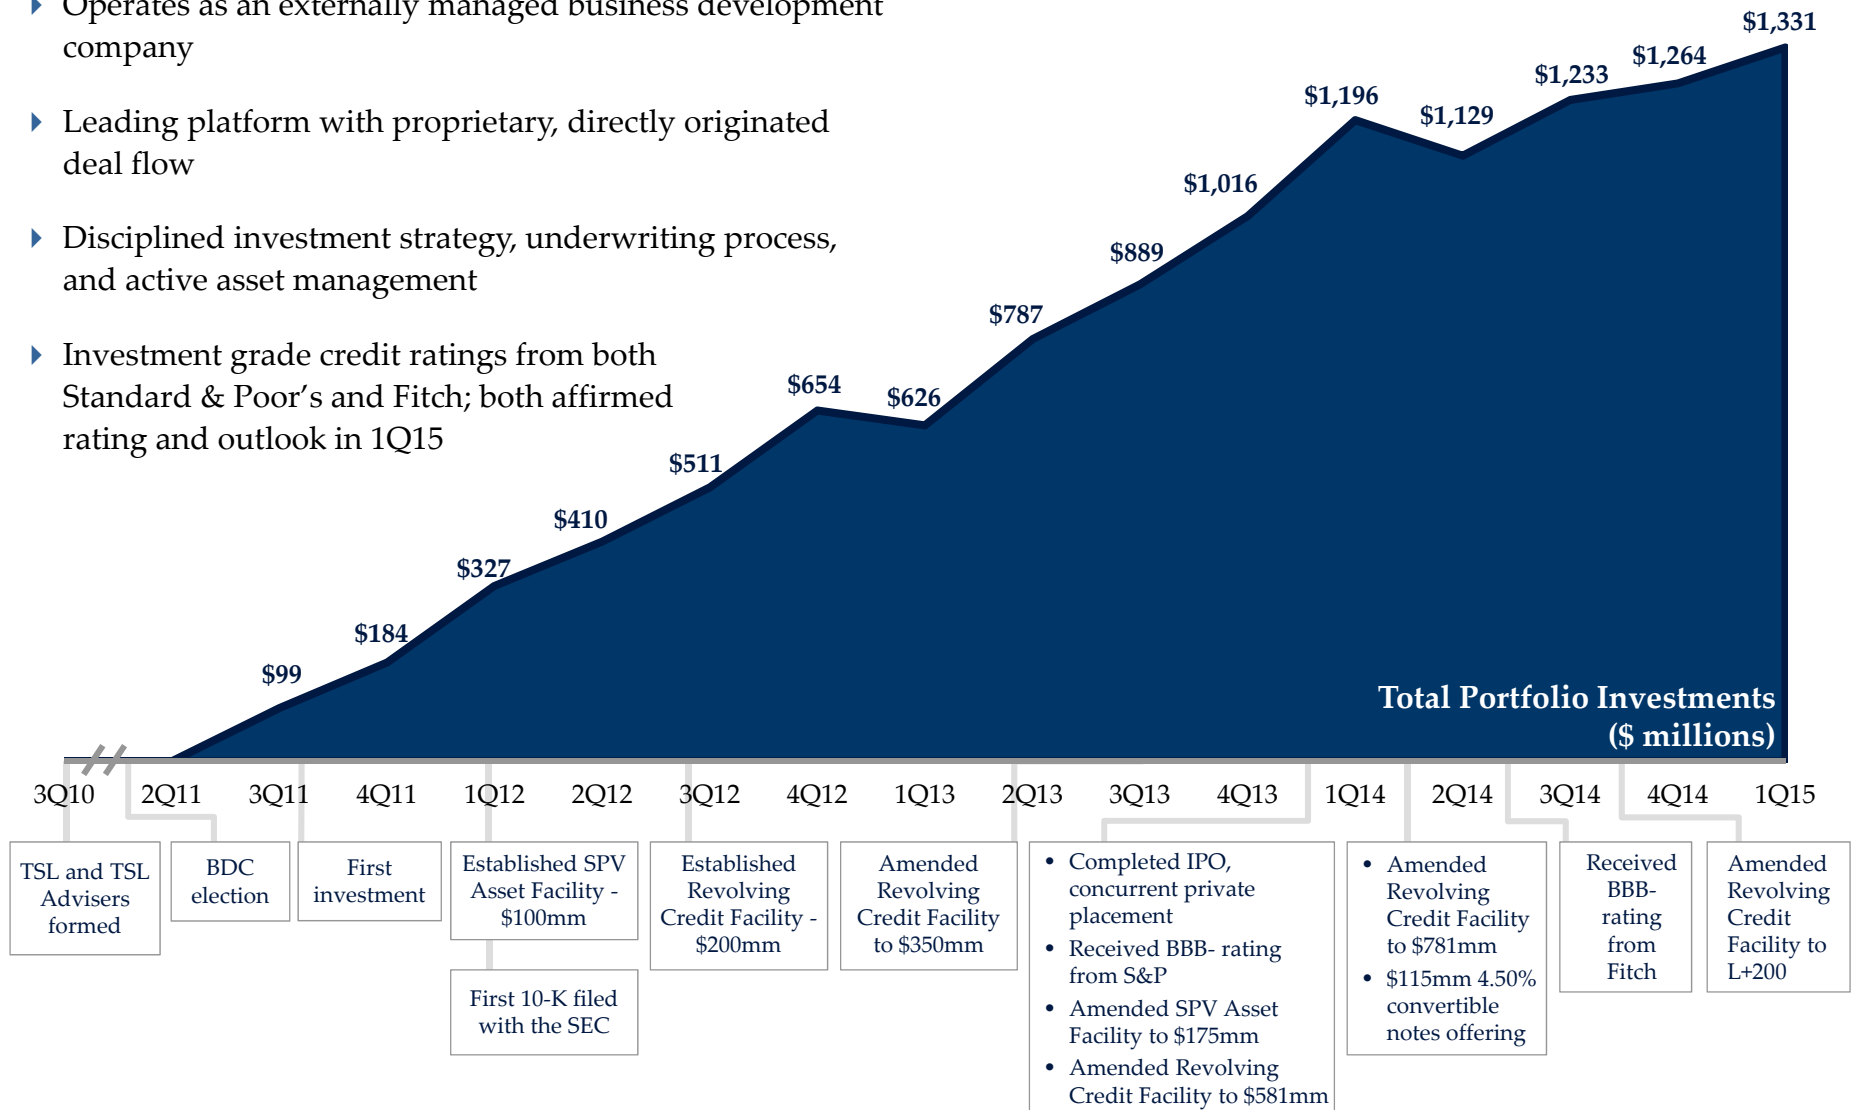 Operates as an externally managed business development
company
Leading platform with proprietary, directly originated
deal flow
Disciplined investment strategy, underwriting process,
and active asset management
Investment grade credit ratings from both
Standard & Poor’s and Fitch; both affirmed
rating and outlook in 1Q15
$99
$184
$327
$410
$511
$654
$626
$787
$889
$1,016
$1,196
$1,129
$1,233
$1,264
$1,331
Total Portfolio Investments
($ millions)
3Q10 2Q11 3Q11 4Q11 1Q12 2Q12 3Q12 4Q12 1Q13 2Q13 3Q13 4Q13 1Q14 2Q14 3Q14 4Q14 1Q15
TSL and TSL
Advisers
formed
BDC
election
First
investment
Established SPV
Asset Facility -
$100mm
First 10-K filed
with the SEC
Established
Revolving
Credit Facility -
$200mm
Amended
Revolving
Credit Facility
to $350mm
• Completed IPO,
concurrent private
placement
• Received BBB- rating
from S&P
• Amended SPV Asset
Facility to $175mm
• Amended Revolving
Credit Facility to $581mm
• Amended
Revolving
Credit Facility
to $781mm
• $115mm 4.50%
convertible
notes offering
Received
BBB-
rating
from
Fitch
Amended
Revolving
Credit
Facility to
L+200